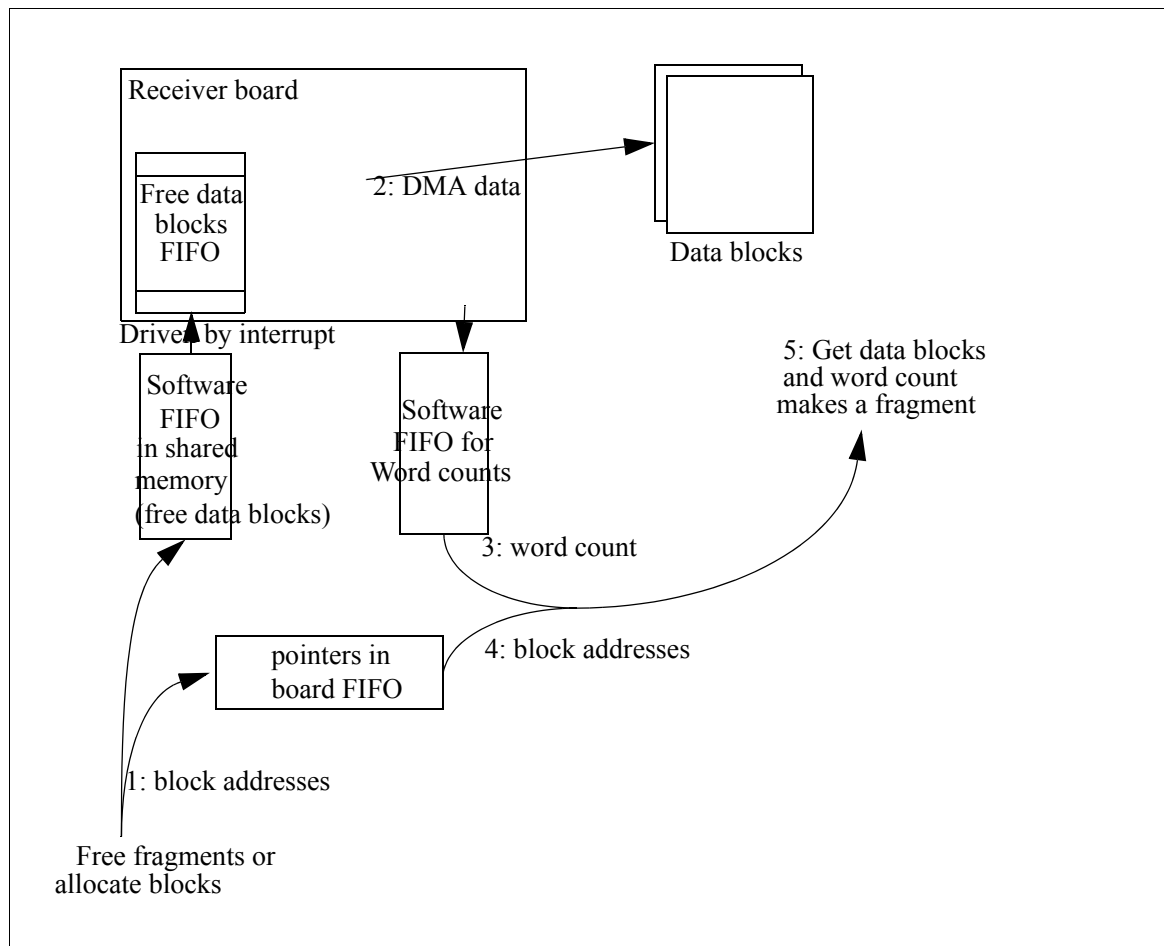 Receiver board
Free data
blocks
FIFO
2: DMA data
Data blocks
Driven by interrupt
Software
FIFO
in shared
memory
(free data blocks)
Software
FIFO for
Word counts
5: Get data blocks
and word count
makes a fragment
3: word count
4: block addresses
pointers in
board FIFO
1: block addresses
Free fragments or
allocate blocks